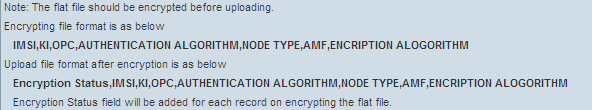 Note: The flat file should be encrypted before uploading.
Encrypting file format is as below
IMSI,KI,OPC,AUTHENTICATION ALGORITHM,NODE TYPE,AMF,ENCRIPTION ALOGORITHM
Upload file format after encryption is as below
Encryption Status,IMSI,KI,OPC,AUTHENTICATION ALGORITHM,NODE TYPE,AMF,ENCRIPTION ALOGORITHM
Encryption Status field will be added for each record on encrypting the flat file.